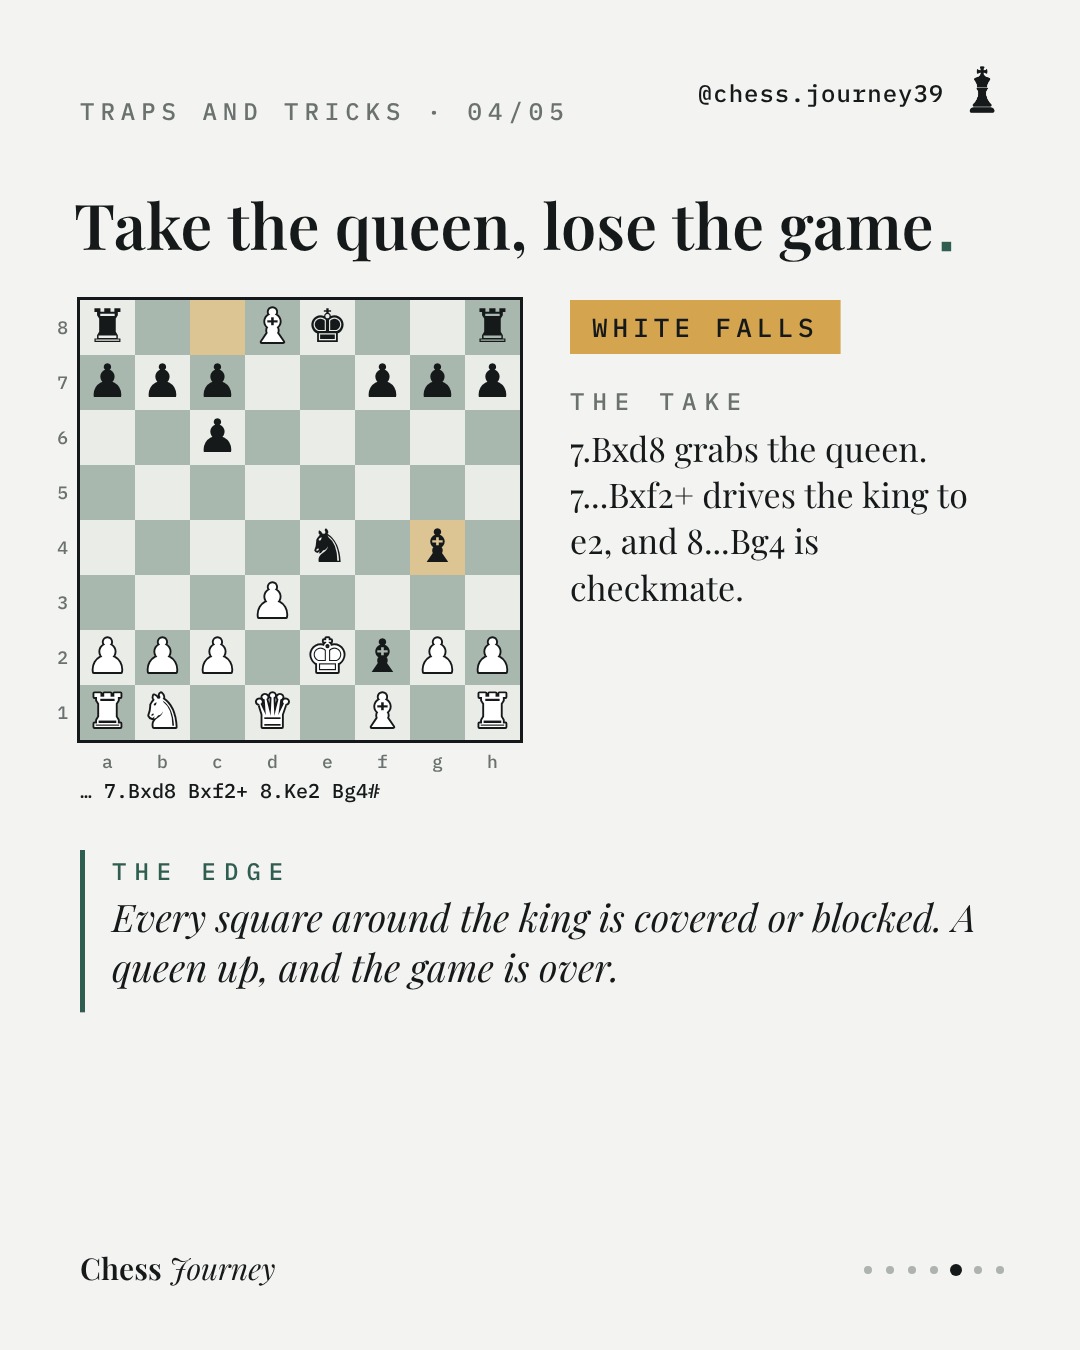 TRAPS AND TRICKS · 04/05
@chess.journey39
Take the queen, lose the game.
WHITE FALLS
THE TAKE
7.Bxd8 grabs the queen.
7...Bxf2+ drives the king to
e2, and 8...Bg4 is
checkmate.
8
7
6
5
4
3
2
1
a b c d e f g h
… 7.Bxd8 Bxf2+ 8.Ke2 Bg4#
THE EDGE
Every square around the king is covered or blocked. A
queen up, and the game is over.
Chess Journey